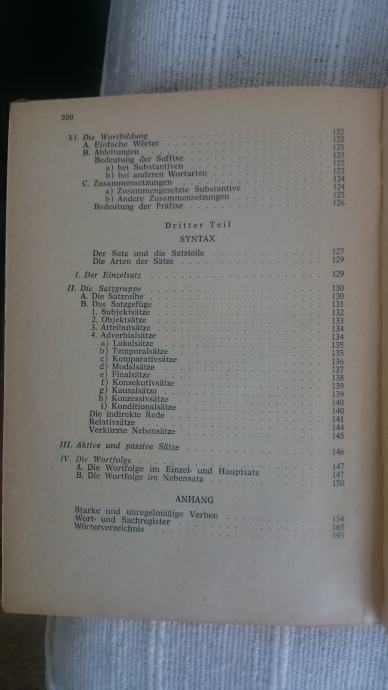 230
XI. Die Wortbildung 122
A. Einfache Wörter 122
B. Ableitungen 123
Bedeutung der Suffixe 123
a) bei Substantiven 123
b) bei anderen Wortarten 123
C. Zusammensetzungen 124
a) Zusammengesetzte Substantive 124
b) Andere Zusammensetzungen 125
Bedeutung der Präfixe 126
Dritter Teil
SYNTAX
Der Satz und die Satzteile 127
Die Arten der Sätze 129
I. Der Einzelsatz 129
II. Die Satzgruppe 130
A. Die Satzreihe 130
B. Das Satzgefüge 131
1. Subjektsätze 132
2. Objektsätze 133
3. Attributsätze 134
4. Adverbialsätze 134
a) Lokalsätze 135
b) Temporalsätze 135
c) Komparativsätze 136
d) Modalsätze 137
e) Finalsätze 138
f) Konsekutivsätze 139
g) Kausalsätze 139
h) Konzessivsätze 140
i) Konditionalsätze 140
Die indirekte Rede 141
Relativsätze 144
Verkürzte Nebensätze 145
III. Aktive und passive Sätze 146
IV. Die Wortfolge 147
A. Die Wortfolge im Einzel- und Hauptsatz 147
B. Die Wortfolge im Nebensatz 150
ANHANG
Starke und unregelmäßige Verben 154
Wort- und Sachregister 163
Wörterverzeichnis 193